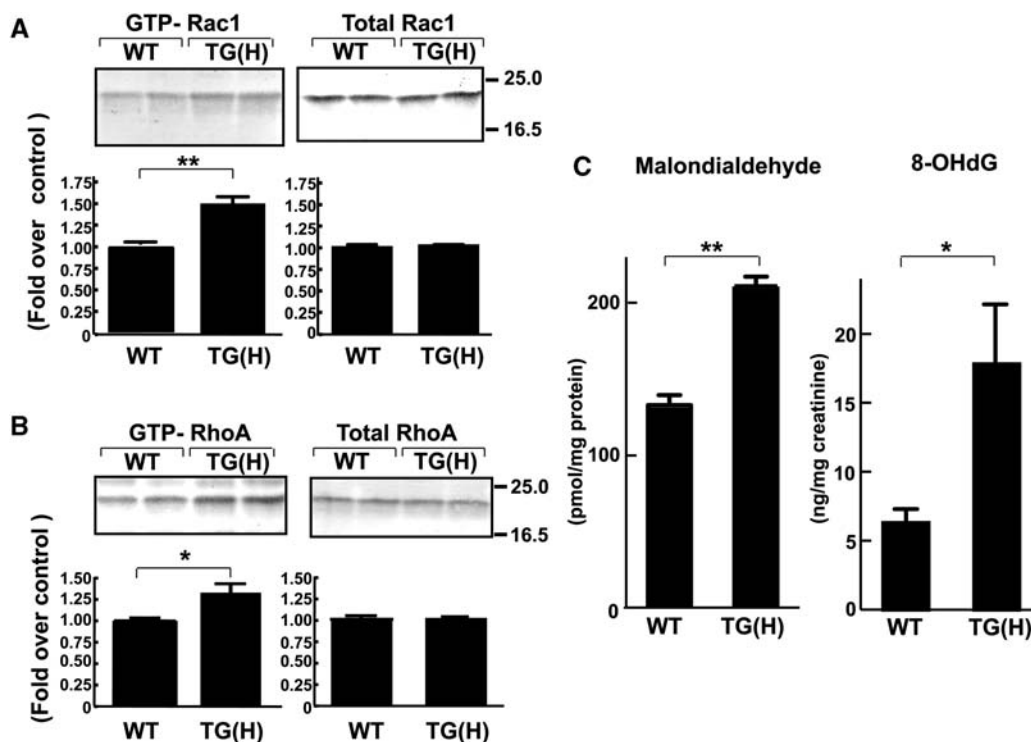 A
GTP- Rac1
Total Rac1
WT TG(H) WT TG(H)
25.0
16.5
(Fold over control )
**
1.75
1.50
1.25
1.00
0.75
0.50
0.25
0
WT TG(H)
1.75
1.50
1.25
1.00
0.75
0.50
0.25
0
WT TG(H)
B
GTP- RhoA
Total RhoA
WT TG(H) WT TG(H)
25.0
16.5
(Fold over control )
*
1.50
1.25
1.00
0.75
0.50
0.25
0
WT TG(H)
1.50
1.25
1.00
0.75
0.50
0.25
0
WT TG(H)
C
Malondialdehyde
**
(pmol/mg protein)
200
100
0
WT TG(H)
8-OHdG
*
(ng/mg creatinine)
20
15
10
5
0
WT TG(H)